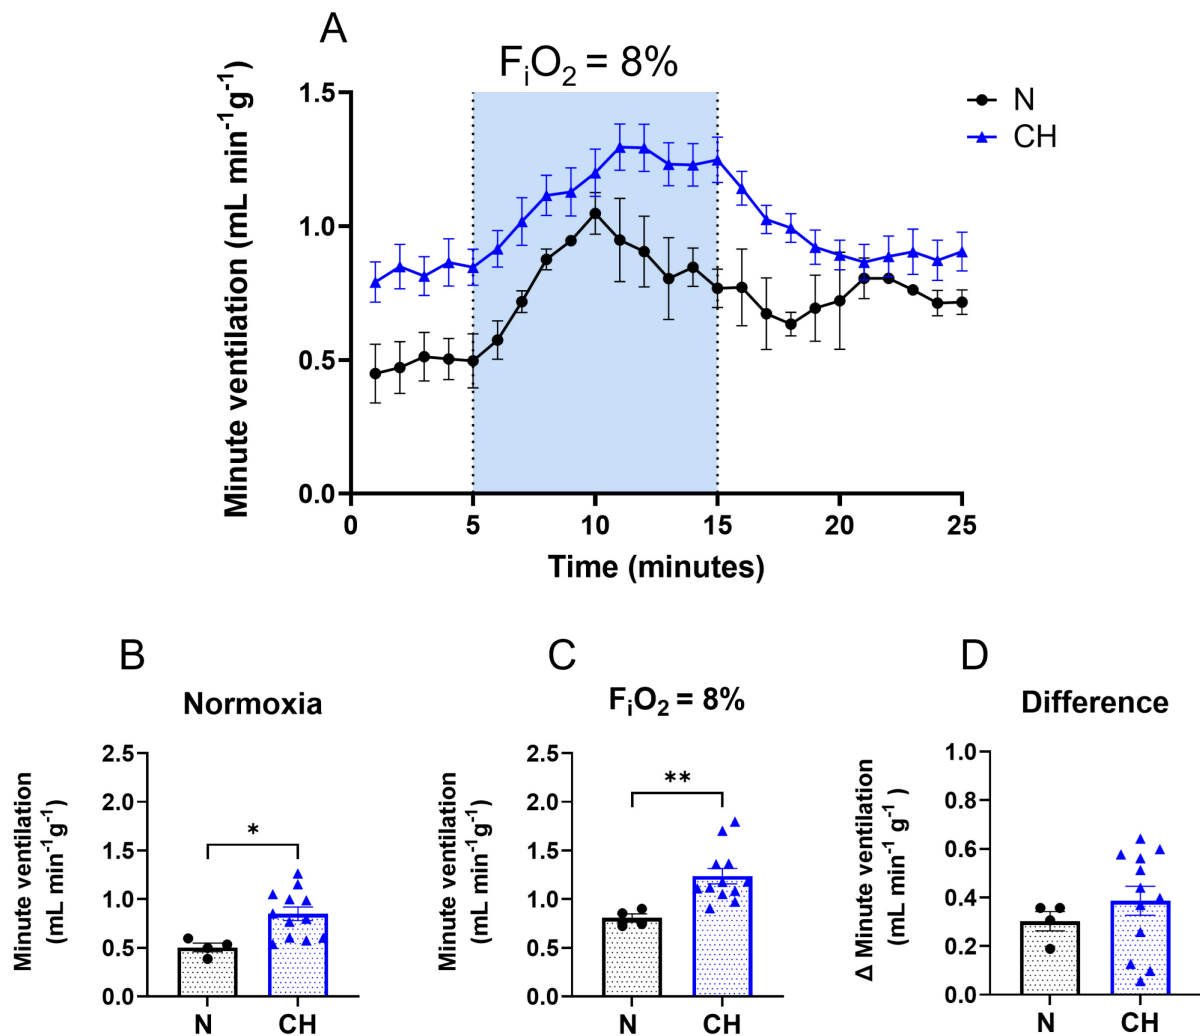 A
FᵢO₂ = 8%
N
CH
Minute ventilation (mL min⁻¹g⁻¹)
1.5
1.0
0.5
0.0
0 5 10 15 20 25
Time (minutes)
B
Normoxia
Minute ventilation
(mL min⁻¹g⁻¹)
2.5
2.0
1.5
1.0
0.5
0.0
*
N CH
C
FᵢO₂ = 8%
Minute ventilation
(mL min⁻¹g⁻¹)
2.5
2.0
1.5
1.0
0.5
0.0
**
N CH
D
Difference
Δ Minute ventilation
(mL min⁻¹ g⁻¹)
1.0
0.8
0.6
0.4
0.2
0.0
N CH